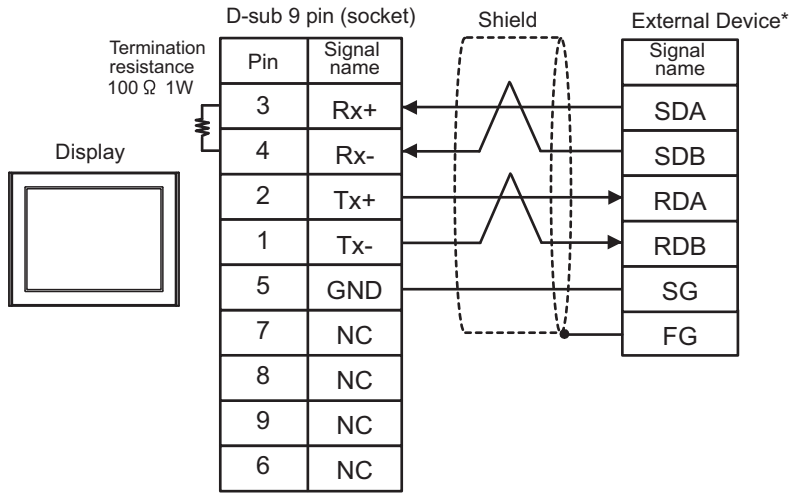 D-sub 9 pin (socket)
Shield
External Device*
Termination
resistance
100 Ω 1W
Pin
Signal
name
Signal
name
3
Rx+
SDA
4
Rx-
SDB
Display
2
Tx+
RDA
1
Tx-
RDB
5
GND
SG
7
NC
FG
8
NC
9
NC
6
NC